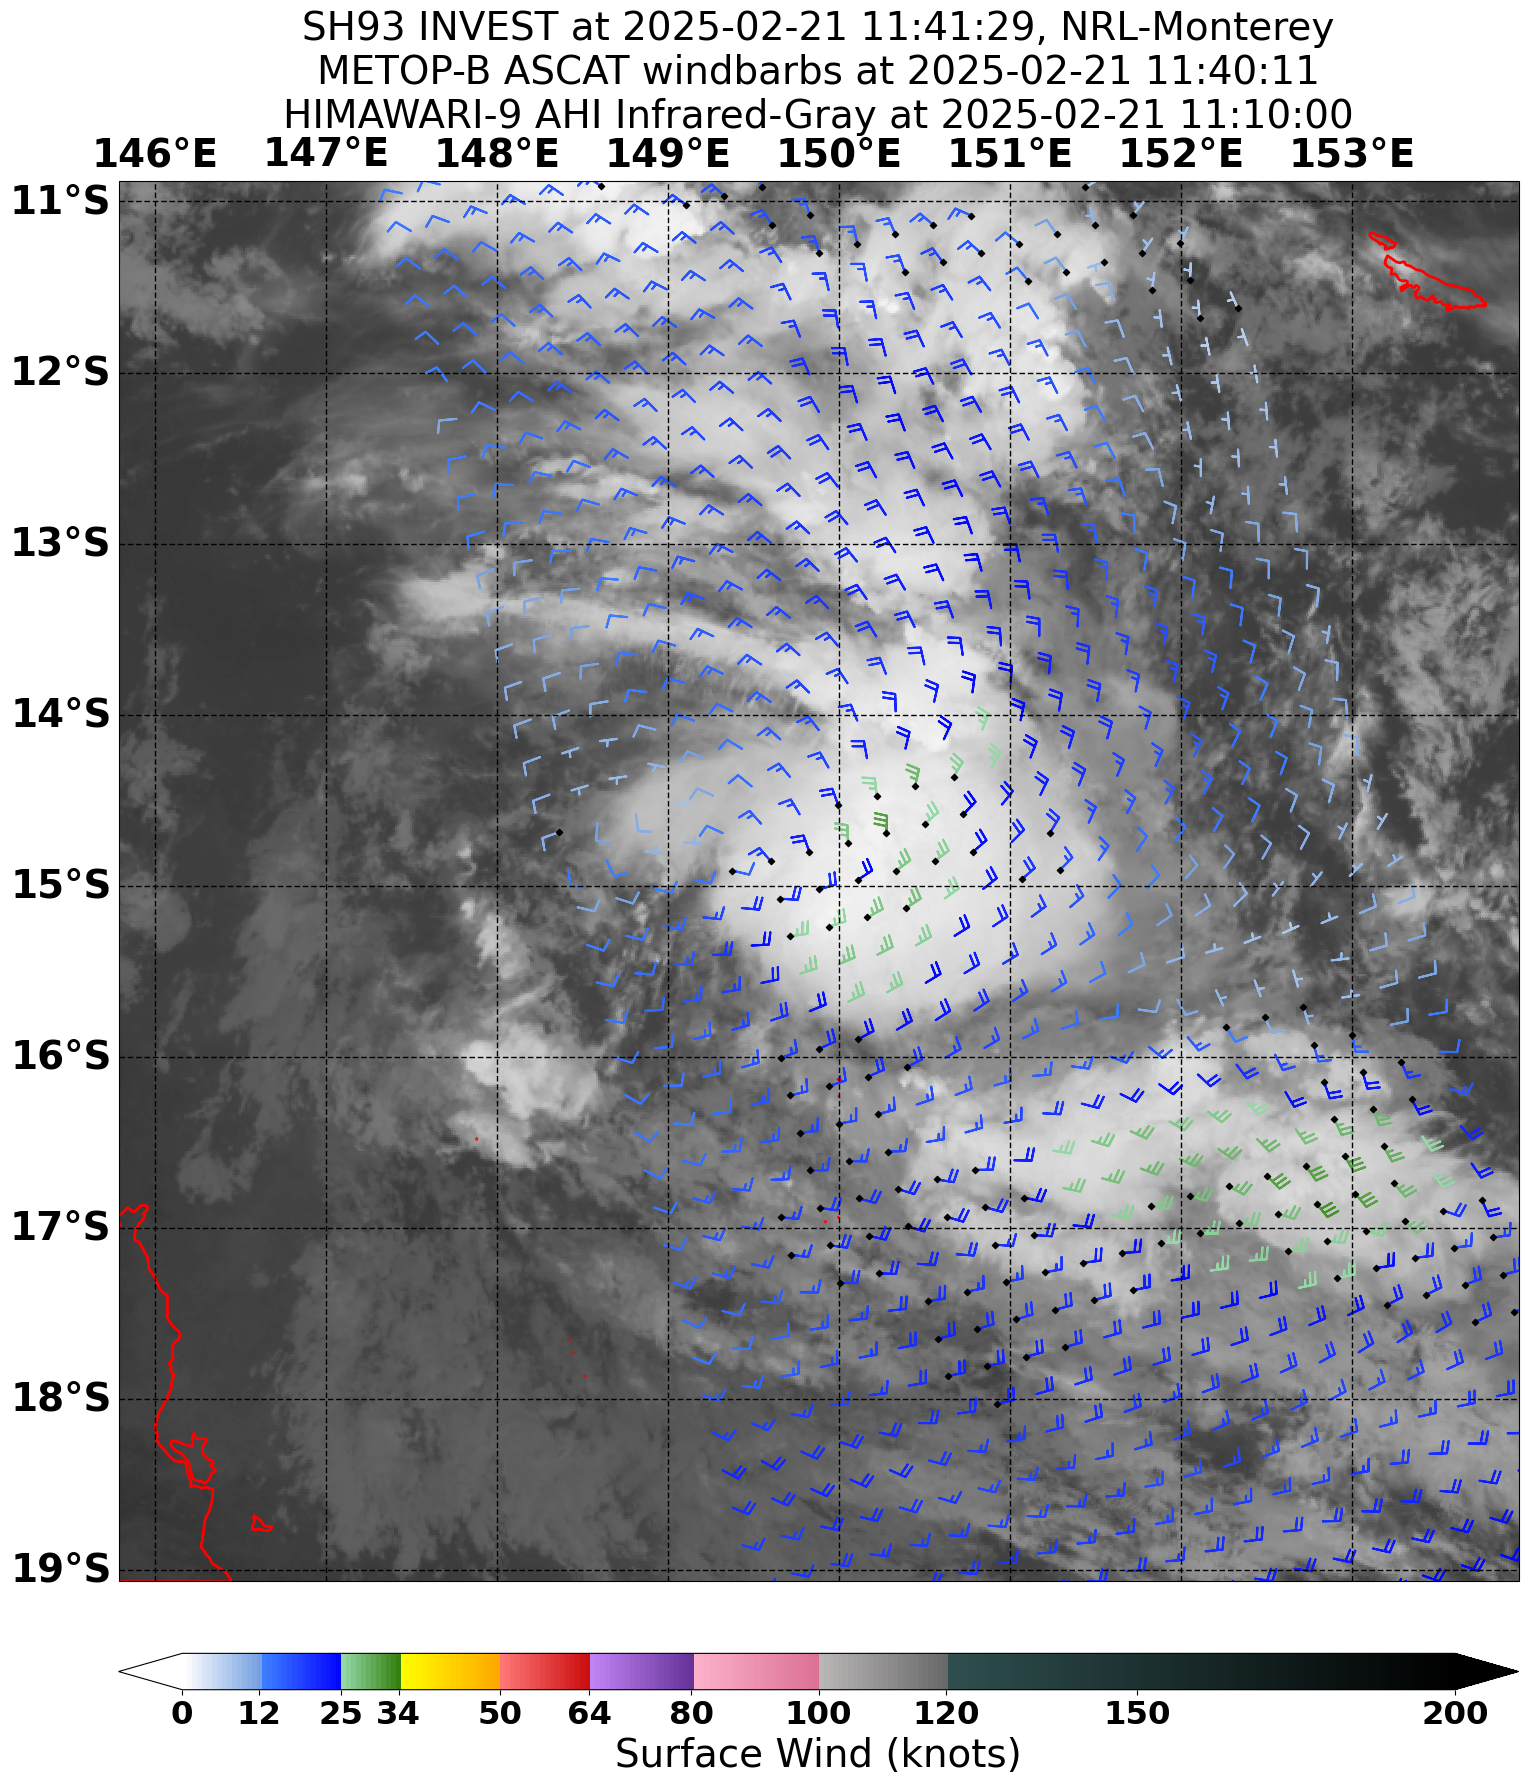 SH93 INVEST at 2025-02-21 11:41:29, NRL-Monterey
METOP-B ASCAT windbarbs at 2025-02-21 11:40:11
HIMAWARI-9 AHI Infrared-Gray at 2025-02-21 11:10:00
146°E 147°E 148°E 149°E 150°E 151°E 152°E 153°E
11°S
12°S
13°S
14°S
15°S
16°S
17°S
18°S
19°S
0 12 25 34 50 64 80 100 120 150 200
Surface Wind (knots)